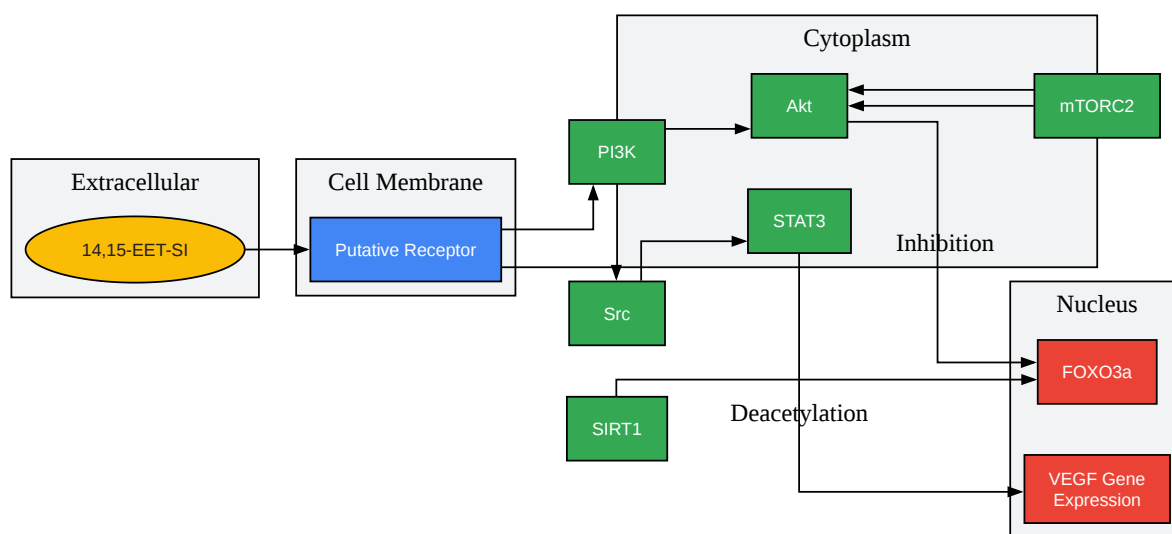 Cytoplasm
Akt
mTORC2
PI3K
Extracellular
Cell Membrane
STAT3
14,15-EET-SI
Putative Receptor
Inhibition
Src
Nucleus
FOXO3a
SIRT1
Deacetylation
VEGF Gene
Expression